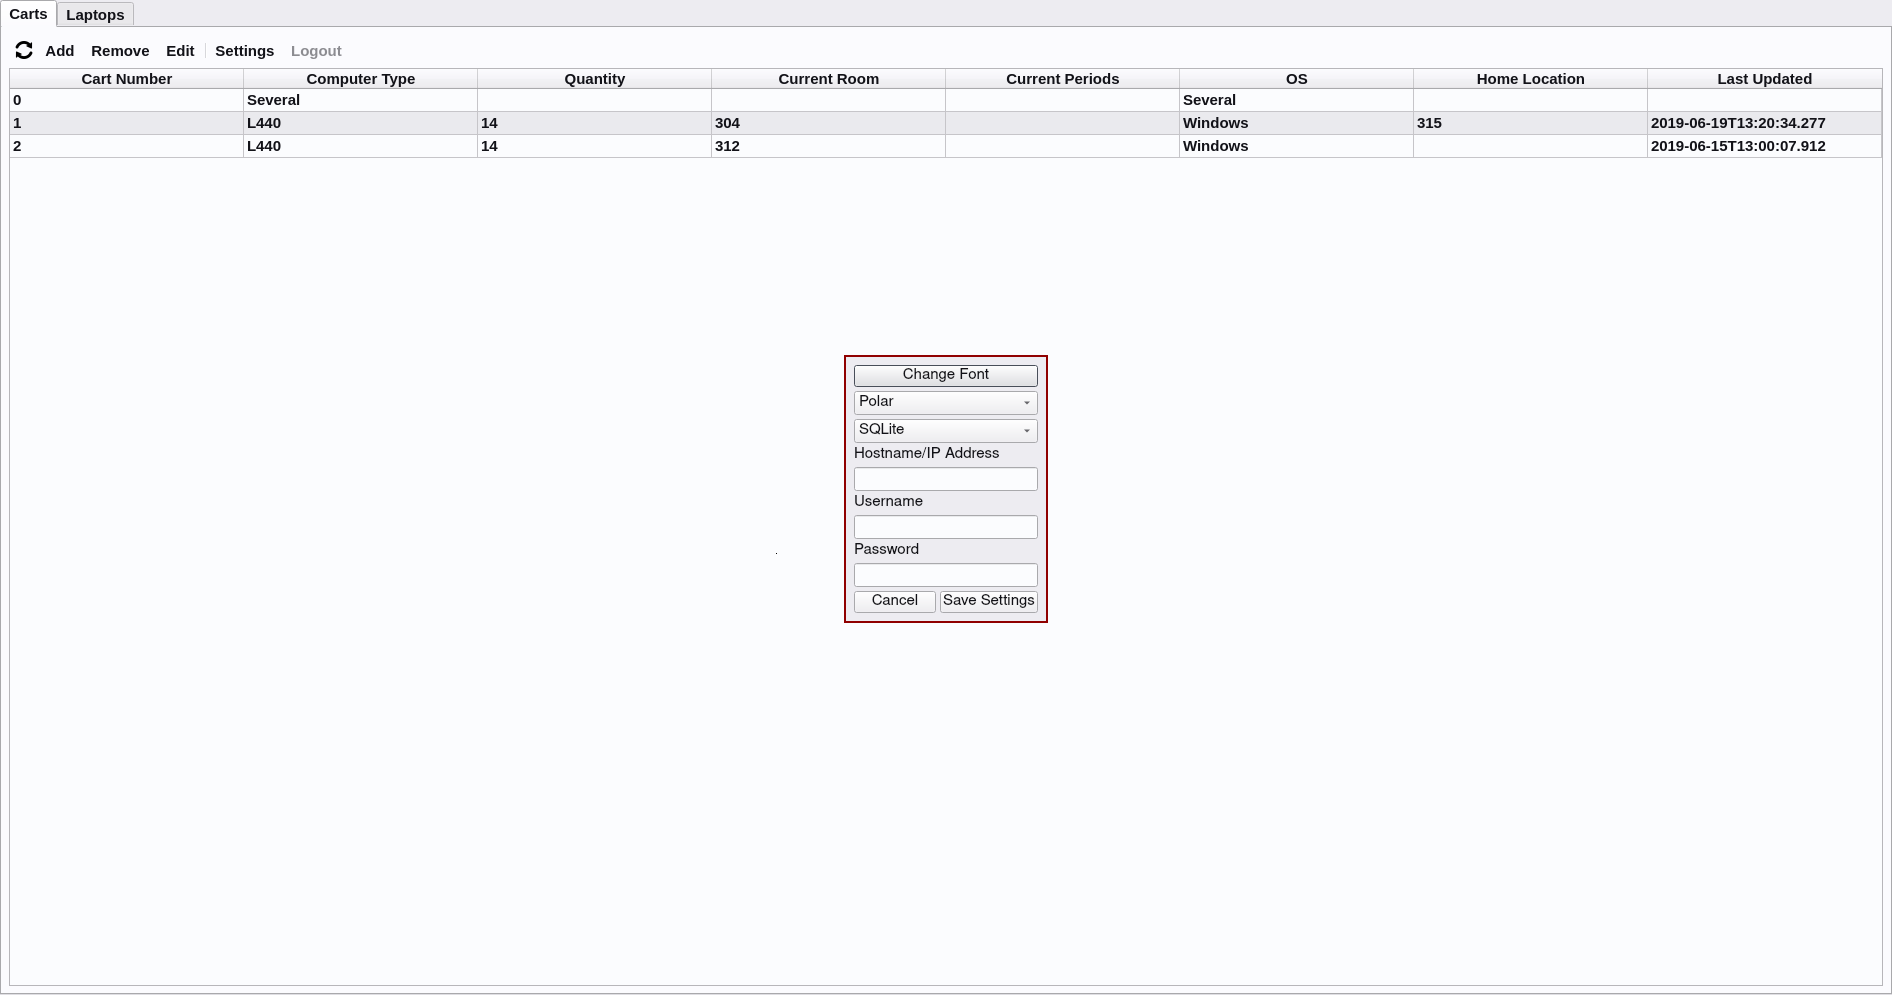 Carts Laptops
Add Remove Edit Settings Logout
Cart Number Computer Type Quantity Current Room Current Periods OS Home Location Last Updated
0 Several Several
1 L440 14 304 Windows 315 2019-06-19T13:20:34.277
2 L440 14 312 Windows 2019-06-15T13:00:07.912
Change Font
Polar
SQLite
Hostname/IP Address
Username
Password
Cancel Save Settings